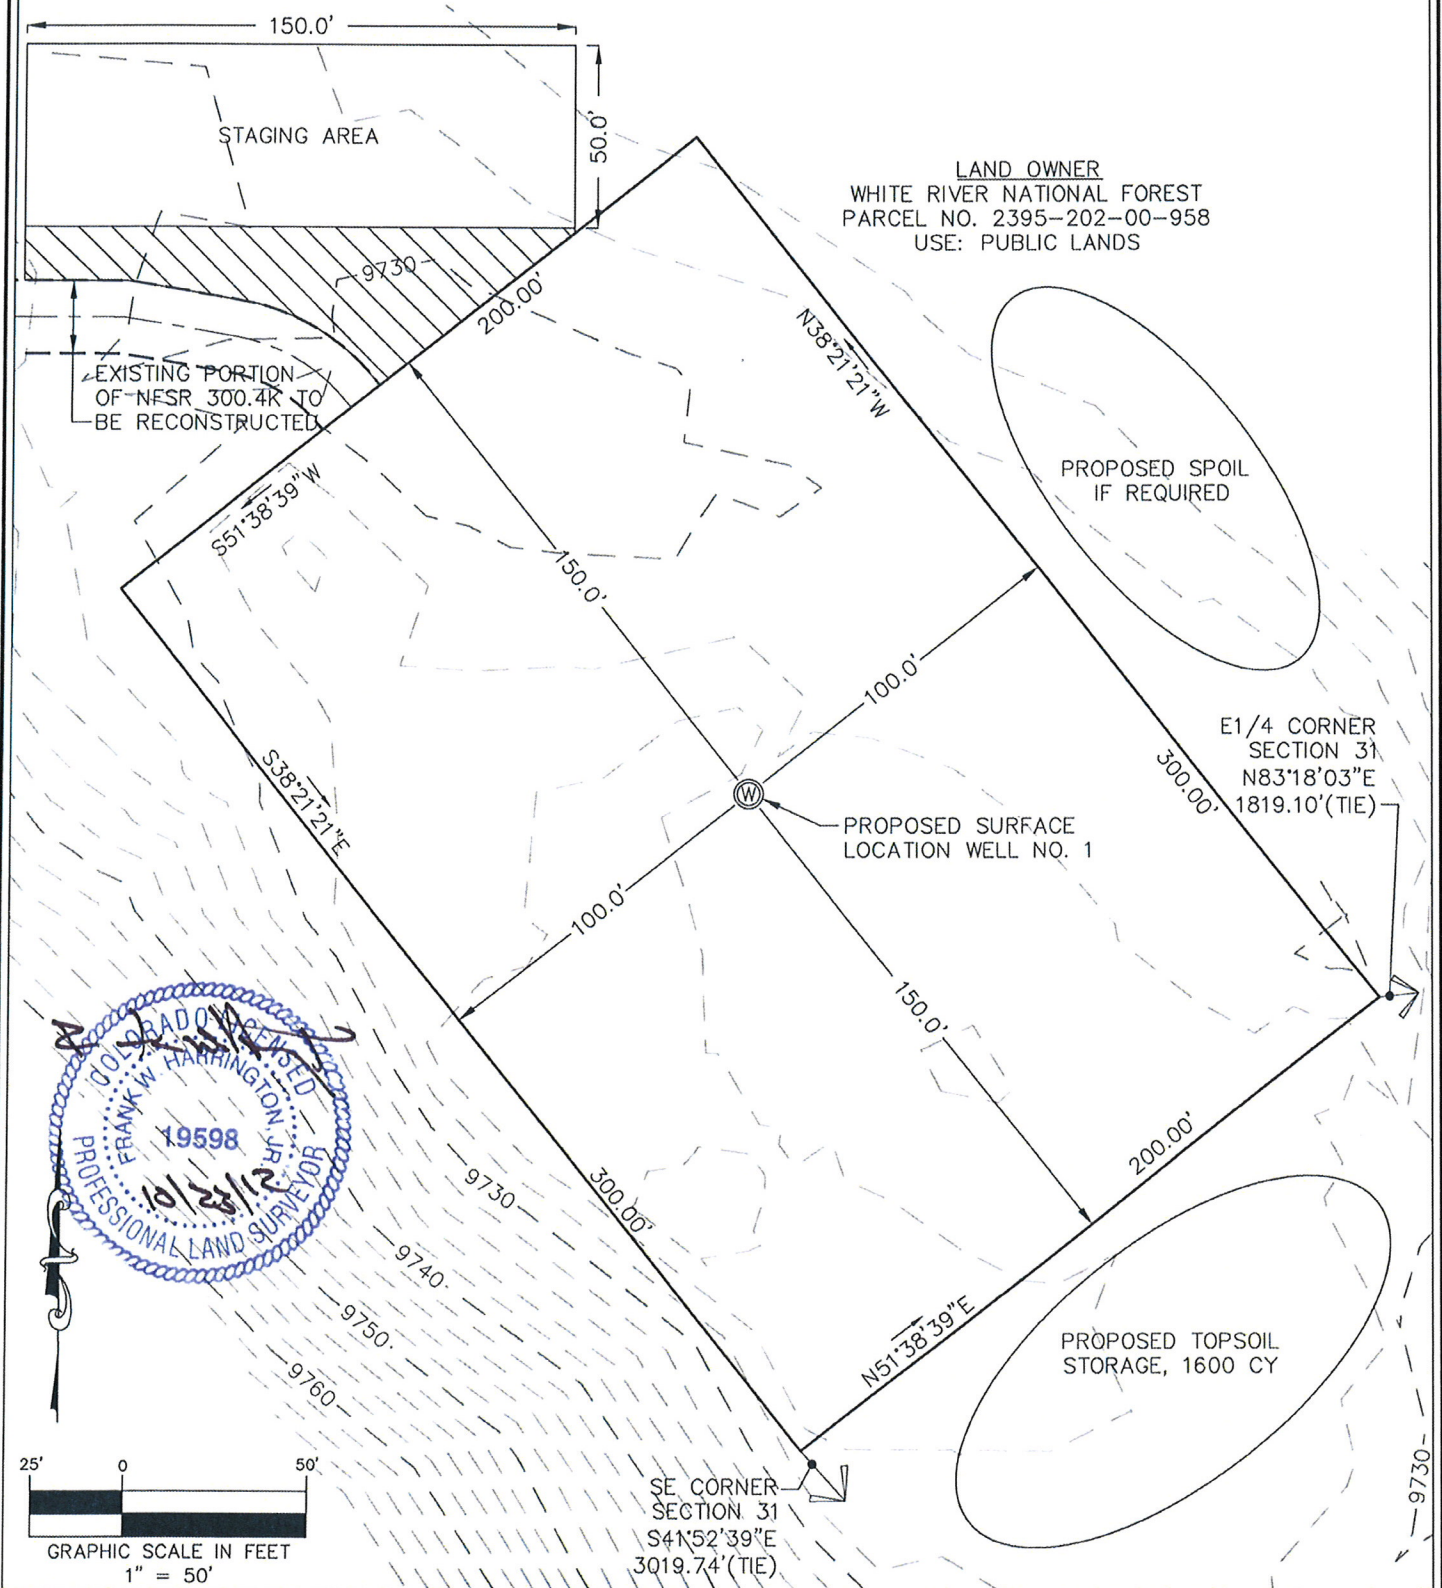 150.0'
STAGING AREA
50.0'
LAND OWNER
WHITE RIVER NATIONAL FOREST
PARCEL NO. 2395-202-00-958
USE: PUBLIC LANDS
9730
200.00'
N38°21'21"W
EXISTING PORTION
OF NFSR 300.4K TO
BE RECONSTRUCTED
S51°38'39"W
PROPOSED SPOIL
IF REQUIRED
150.0'
100.0'
E1/4 CORNER
SECTION 31
N83°18'03"E
1819.10'(TIE)
300.00'
S38°21'21"E
W
PROPOSED SURFACE
LOCATION WELL NO. 1
100.0'
150.0'
COLORADO LICENSED
FRANK W. HARRINGTON, JR.
19598
10/23/12
PROFESSIONAL LAND SURVEYOR
200.00'
9730
300.00'
9740
9750
9760
N51°38'39"E
PROPOSED TOPSOIL
STORAGE, 1600 CY
9730
25' 0 50'
GRAPHIC SCALE IN FEET
1" = 50'
SE CORNER
SECTION 31
S41°52'39"E
3019.74'(TIE)